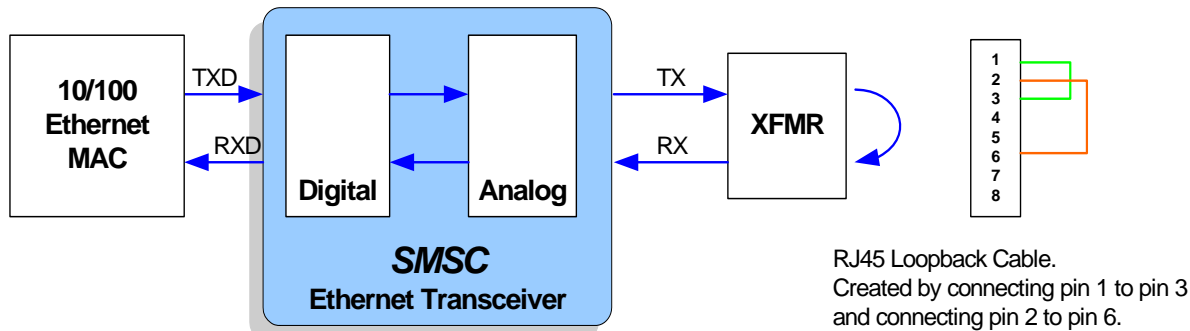 10/100
Ethernet
MAC
TXD
RXD
Digital
Analog
SMSC
Ethernet Transceiver
TX
RX
XFMR
1
2
3
4
5
6
7
8
RJ45 Loopback Cable.
Created by connecting pin 1 to pin 3
and connecting pin 2 to pin 6.